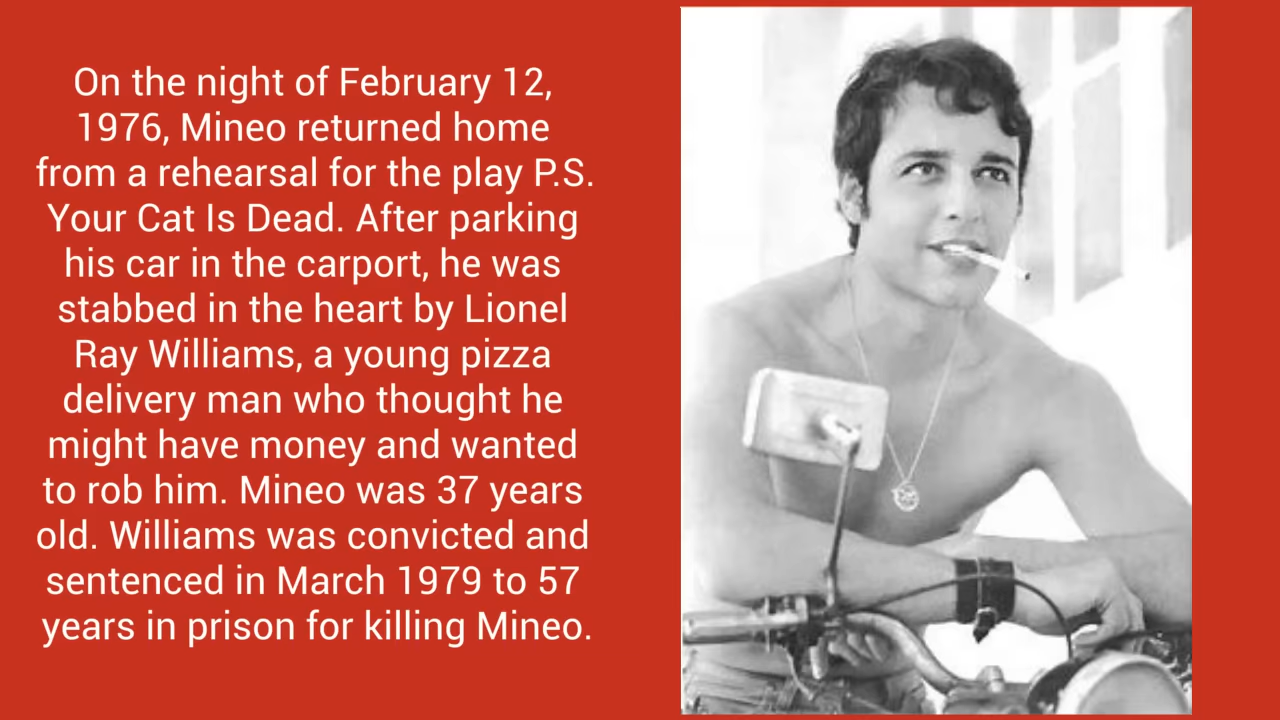 On the night of February 12,
1976, Mineo returned home
from a rehearsal for the play P.S.
Your Cat Is Dead. After parking
his car in the carport, he was
stabbed in the heart by Lionel
Ray Williams, a young pizza
delivery man who thought he
might have money and wanted
to rob him. Mineo was 37 years
old. Williams was convicted and
sentenced in March 1979 to 57
years in prison for killing Mineo.